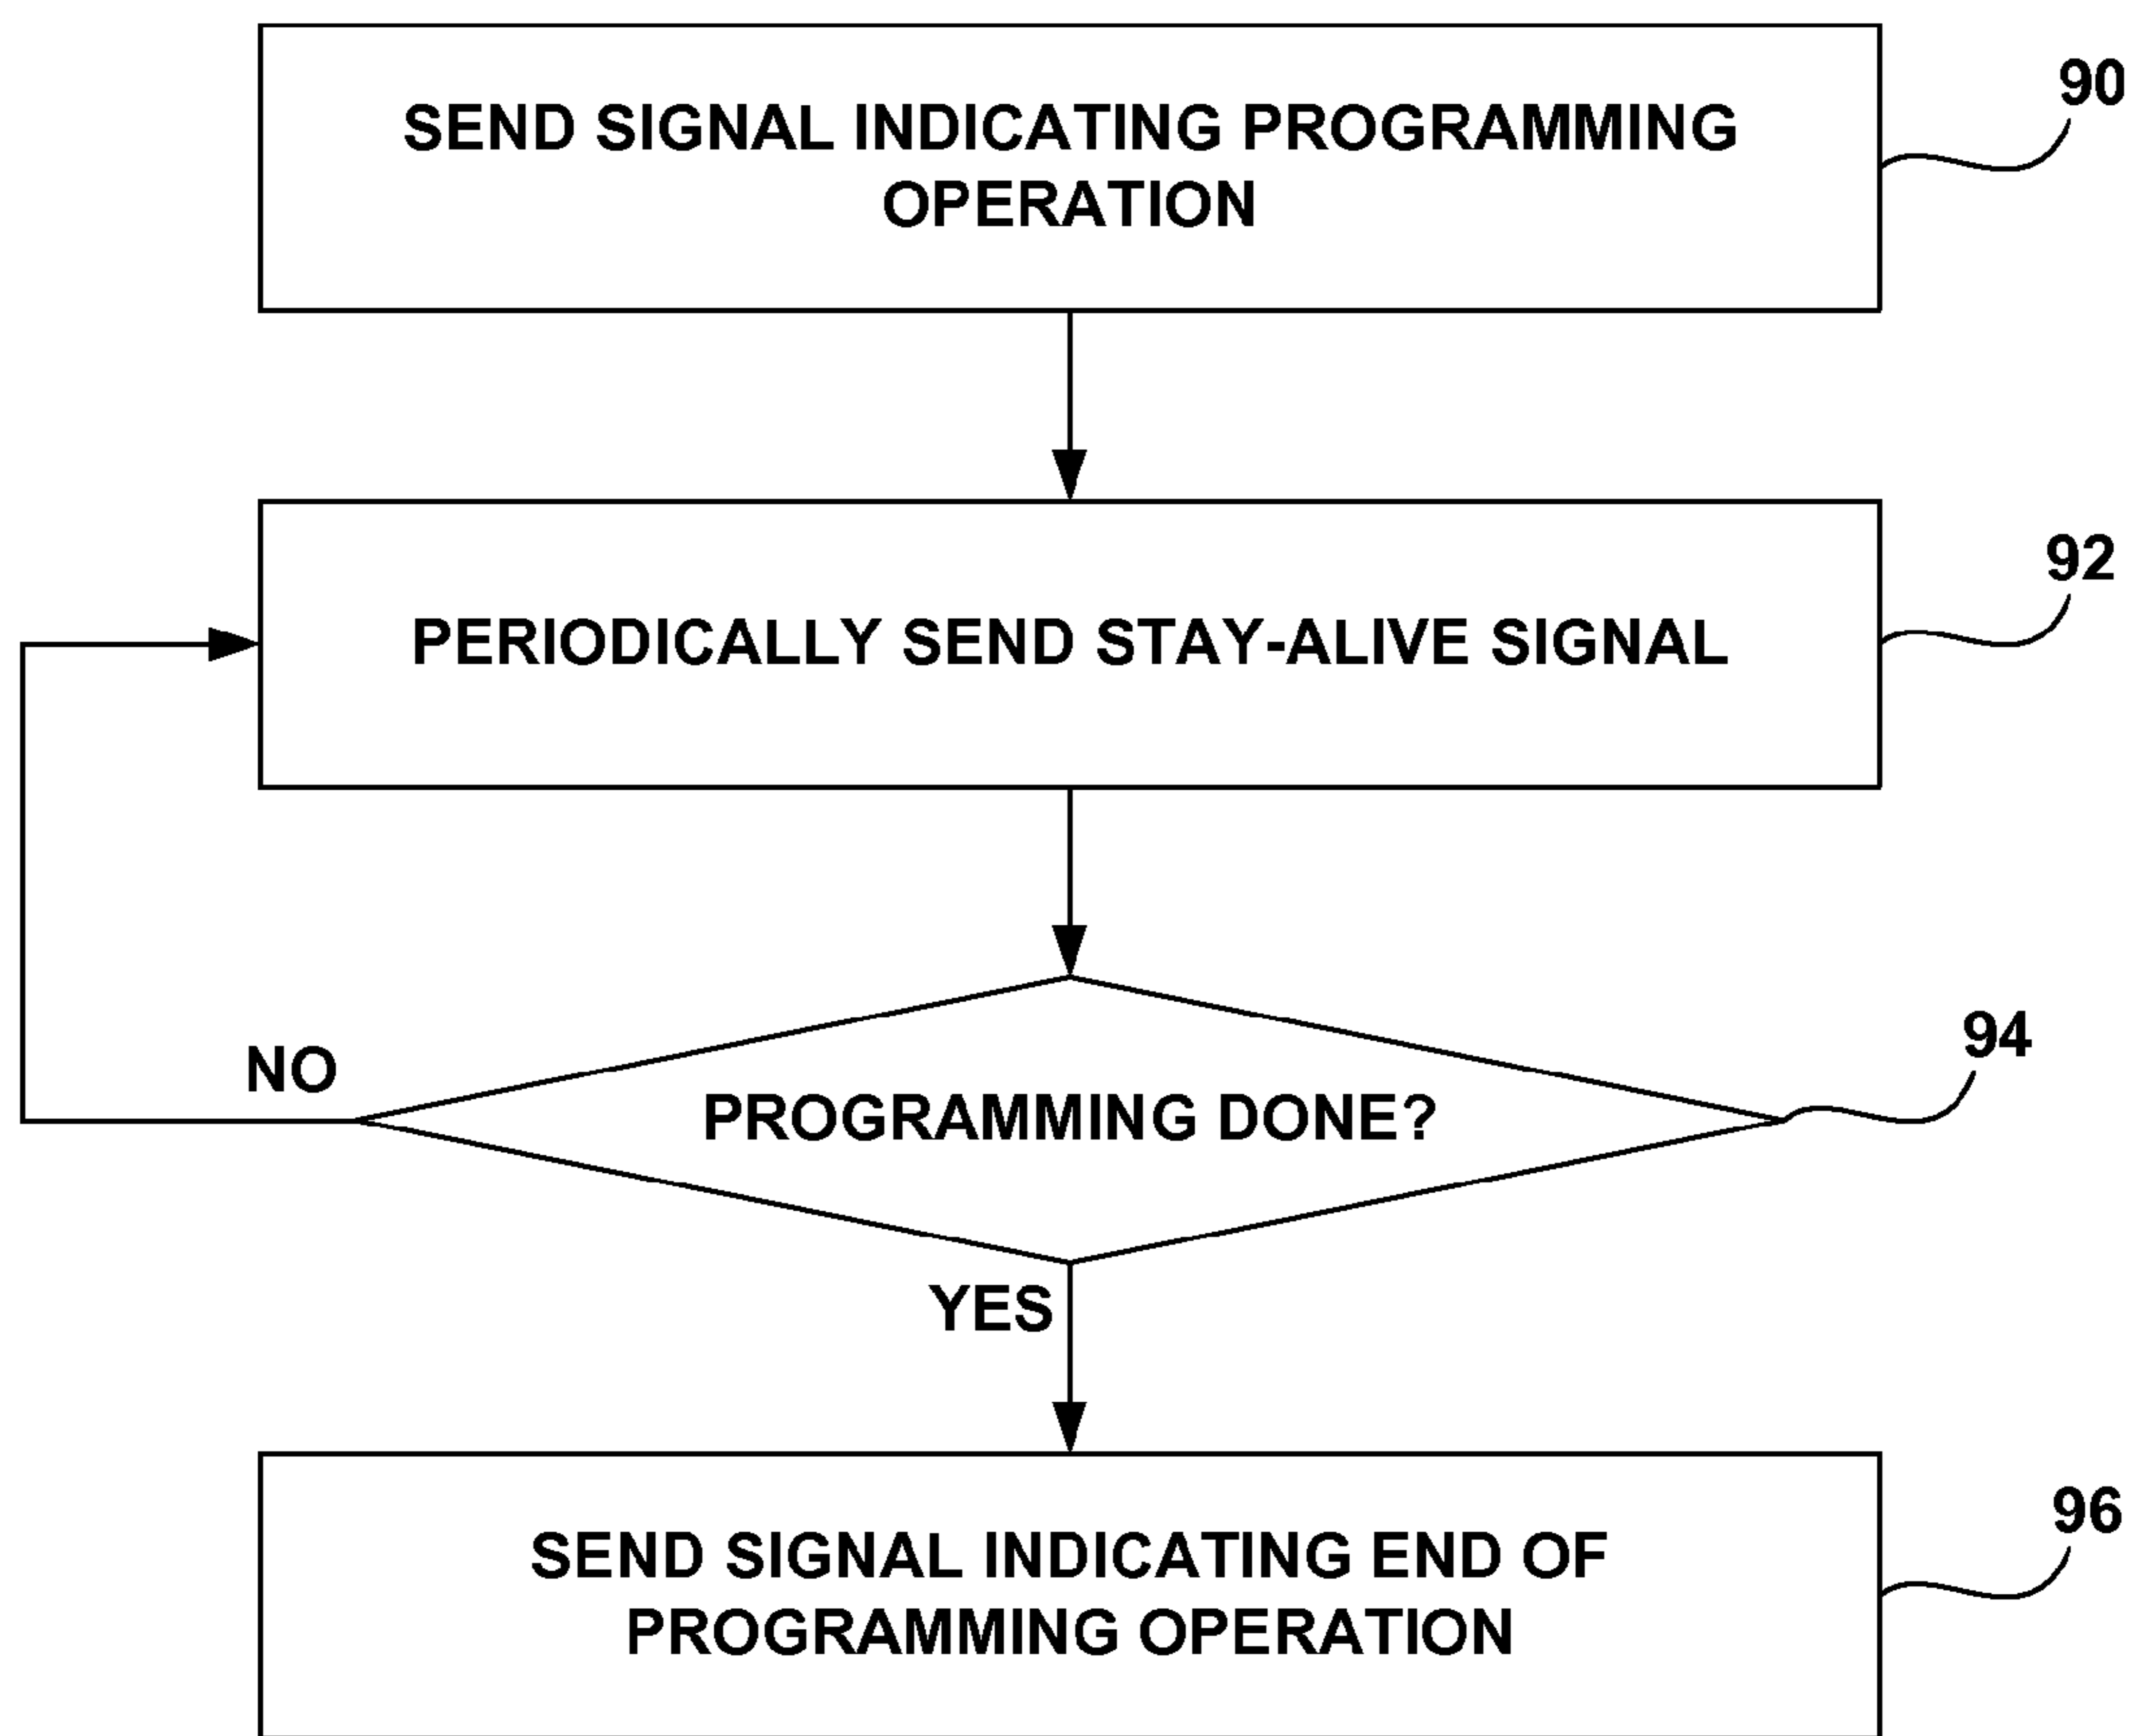 SEND SIGNAL INDICATING PROGRAMMING
OPERATION
90
PERIODICALLY SEND STAY-ALIVE SIGNAL
92
NO
PROGRAMMING DONE?
94
YES
SEND SIGNAL INDICATING END OF
PROGRAMMING OPERATION
96